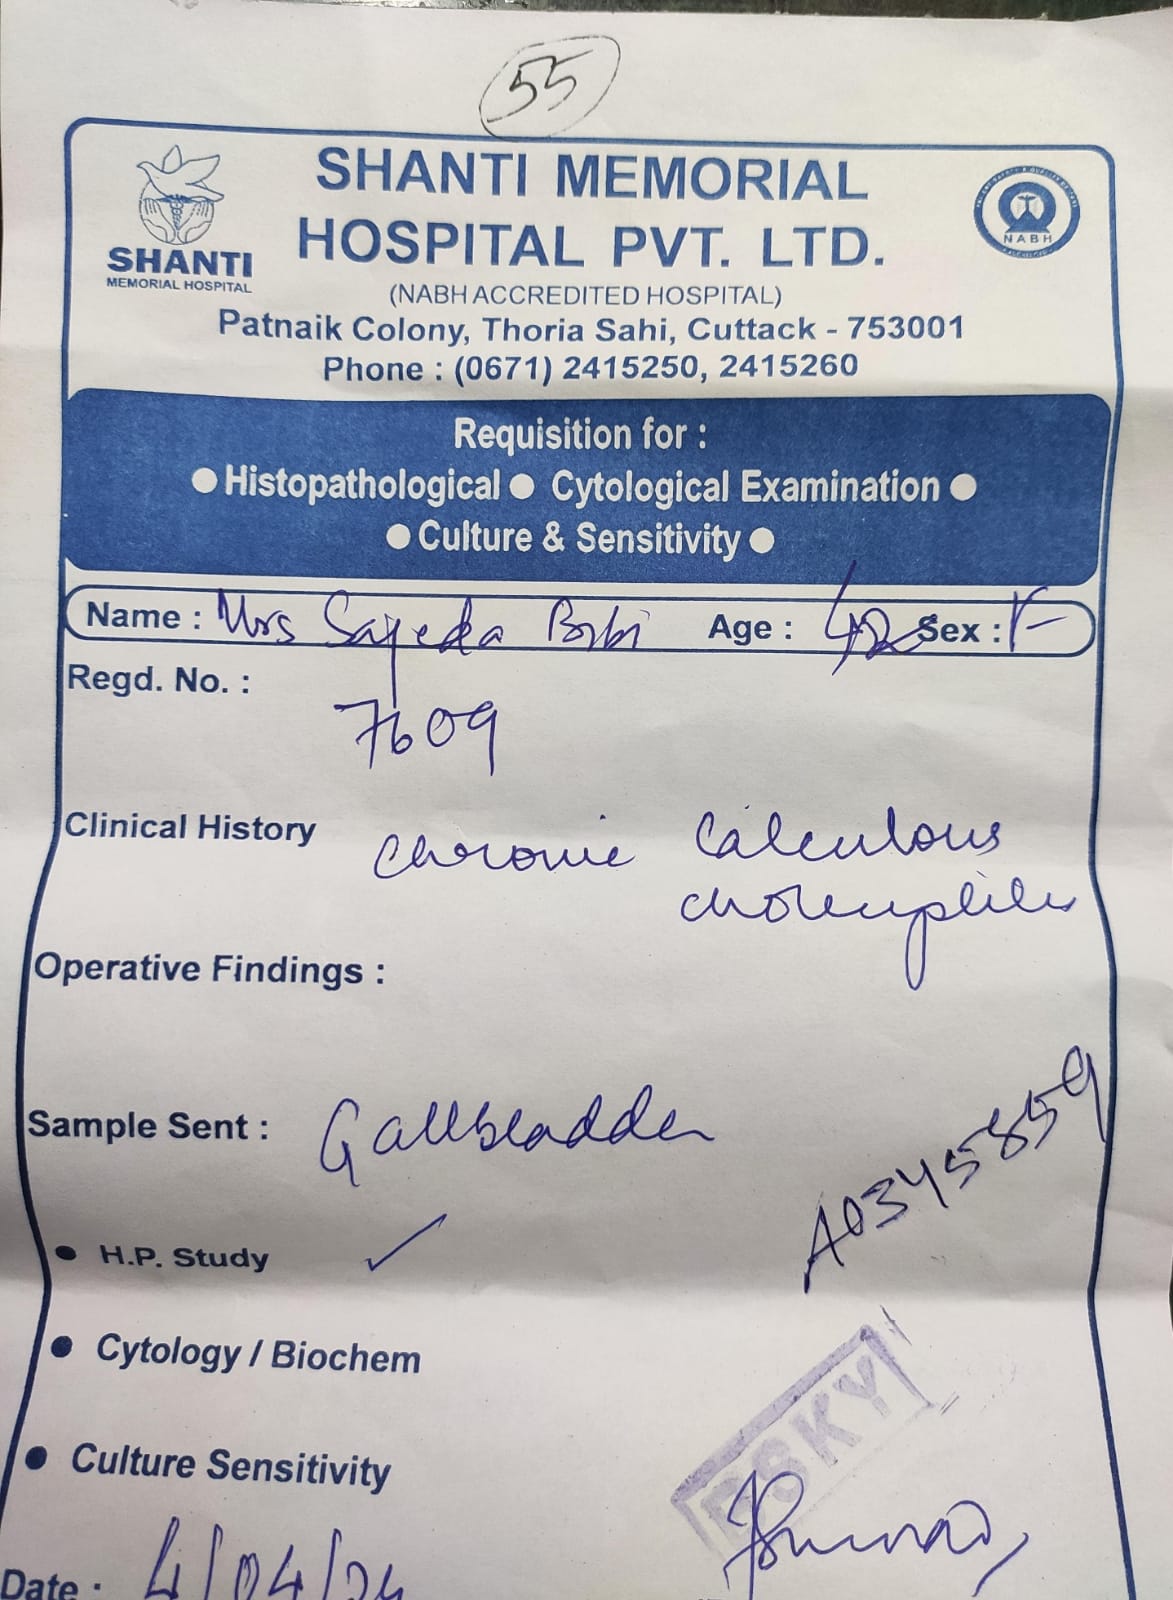 55
SHANTI MEMORIAL
HOSPITAL PVT. LTD.
SHANTI
MEMORIAL HOSPITAL
NABH
(NABH ACCREDITED HOSPITAL)
Patnaik Colony, Thoria Sahi, Cuttack - 753001
Phone : (0671) 2415250, 2415260
Requisition for :
● Histopathological ● Cytological Examination ●
● Culture & Sensitivity ●
Name : Mrs Sajeda Bibi Age : 42 Sex : F
Regd. No. :
7609
Clinical History chronic calculous
cholecystitis
Operative Findings :
Sample Sent : Gallbladder
A0345859
• H.P. Study ✓
• Cytology / Biochem
BSKY
• Culture Sensitivity
Date : 4/04/24